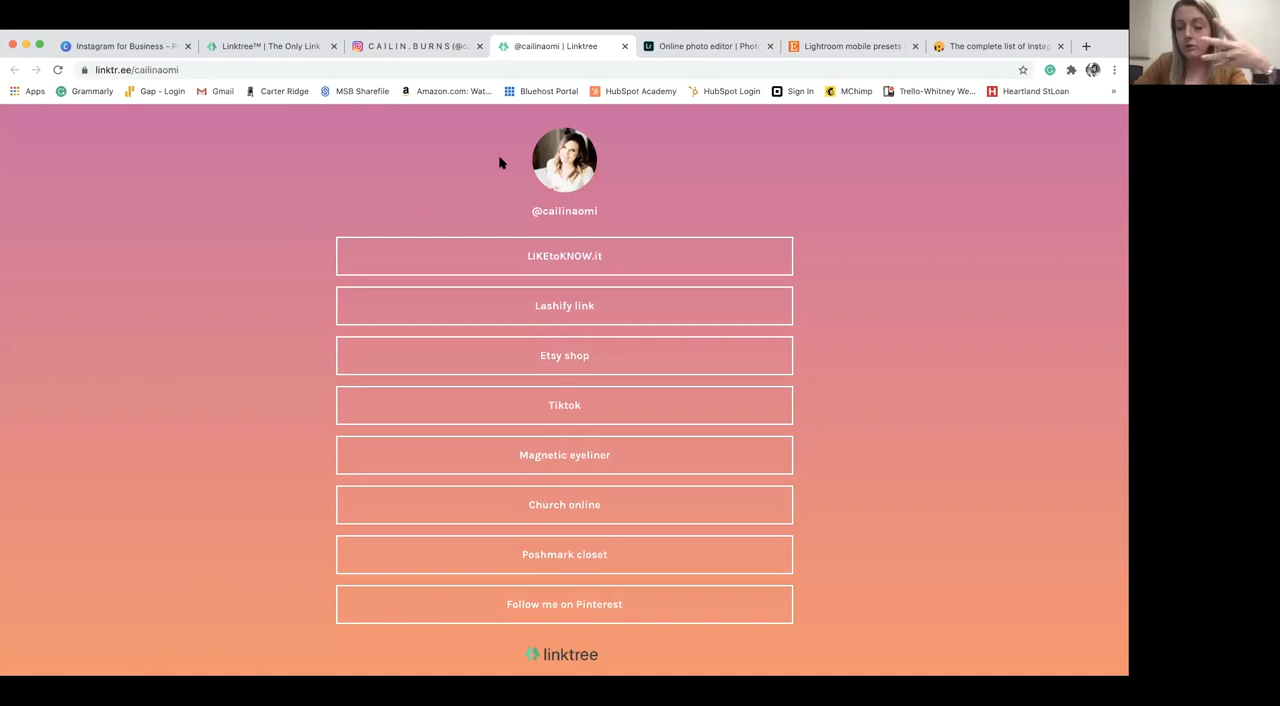 Instagram for Business - P
Linktree™ | The Only Link
C A I L I N . B U R N S (@c
@cailinaomi | Linktree
Online photo editor | Phot
Lightroom mobile presets
The complete list of Instag
linktr.ee/cailinaomi
Apps
Grammarly
Gap - Login
Gmail
Carter Ridge
MSB Sharefile
Amazon.com: Wat...
Bluehost Portal
HubSpot Academy
HubSpot Login
Sign In
MChimp
Trello-Whitney We...
Heartland StLoan
»
@cailinaomi
LIKEtoKNOW.it
Lashify link
Etsy shop
Tiktok
Magnetic eyeliner
Church online
Poshmark closet
Follow me on Pinterest
linktree